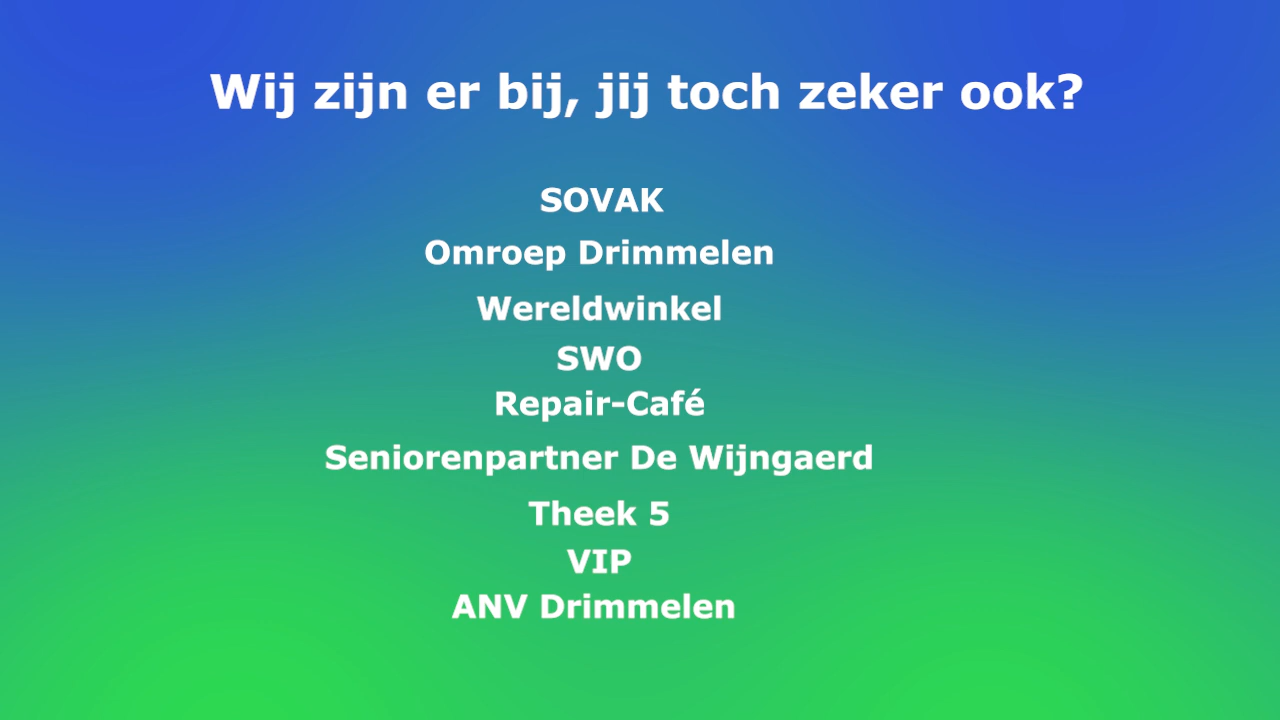 Wij zijn er bij, jij toch zeker ook?
SOVAK
Omroep Drimmelen
Wereldwinkel
SWO
Repair-Café
Seniorenpartner De Wijngaerd
Theek 5
VIP
ANV Drimmelen